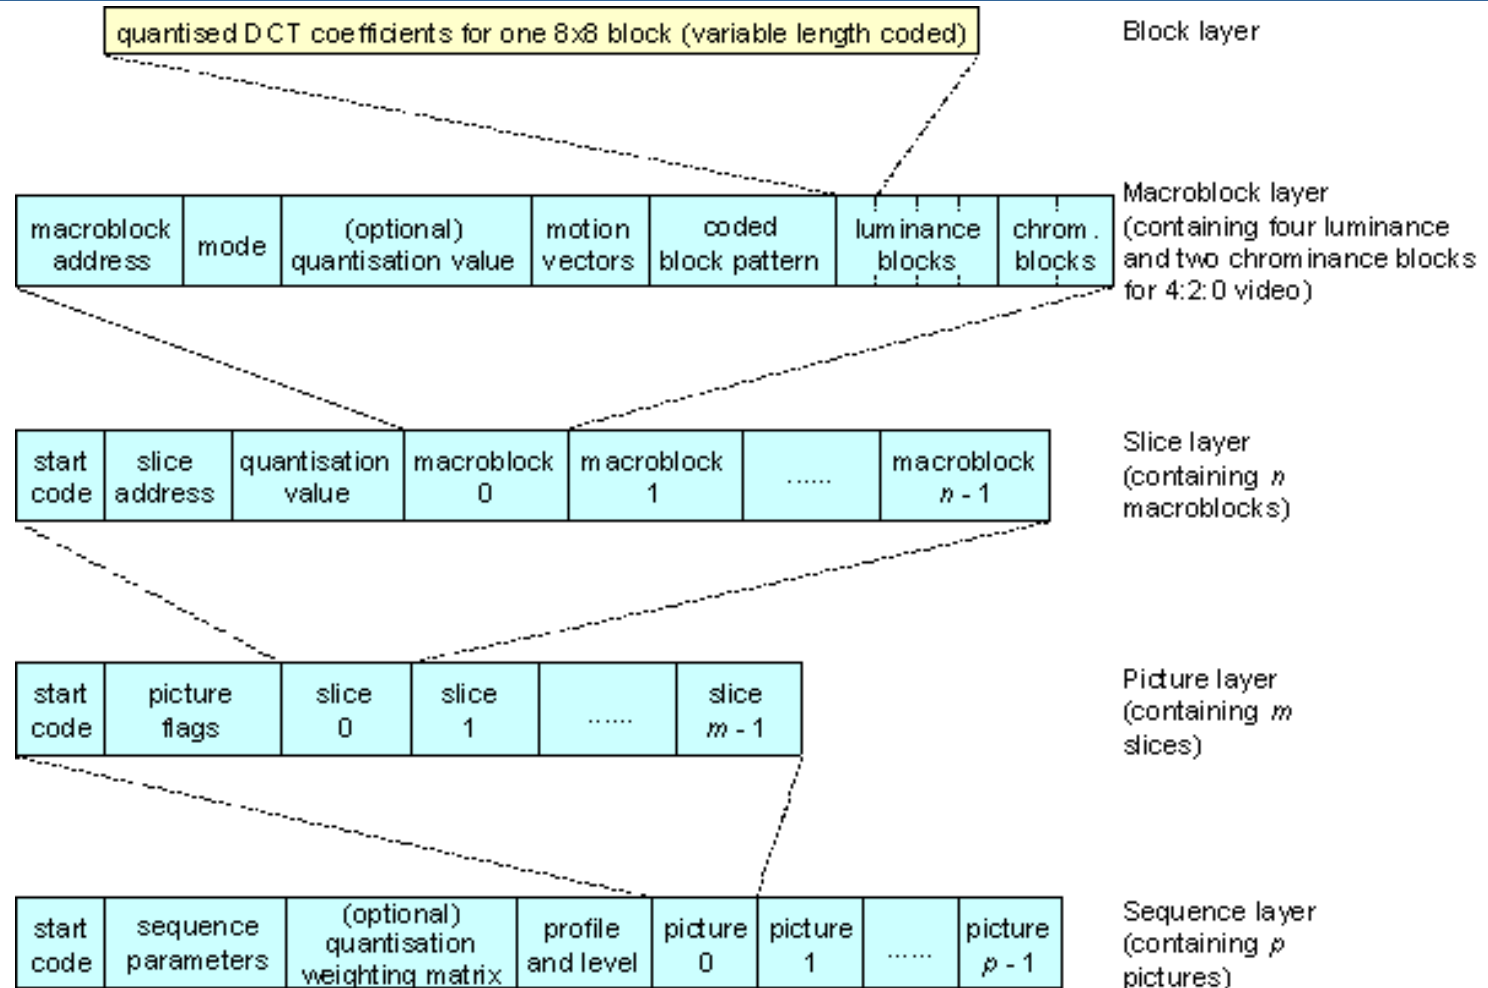 quantised DCT coefficients for one 8x8 block (variable length coded)
Block layer
macroblock
address
mode
(optional)
quantisation value
motion
vectors
coded
block pattern
luminance
blocks
chrom.
blocks
Macroblock layer
(containing four luminance
and two chrominance blocks
for 4:2:0 video)
start
code
slice
address
quantisation
value
macroblock
0
macroblock
1
......
macroblock
n - 1
Slice layer
(containing n
macroblocks)
start
code
picture
flags
slice
0
slice
1
......
slice
m - 1
Picture layer
(containing m
slices)
start
code
sequence
parameters
(optional)
quantisation
weighting matrix
profile
and level
picture
0
picture
1
......
picture
p - 1
Sequence layer
(containing p
pictures)